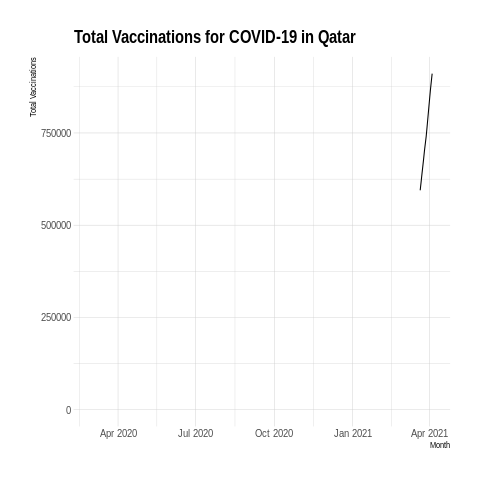 Total Vaccinations for COVID-19 in Qatar
Total Vaccinations
750000
500000
250000
0
Apr 2020 Jul 2020 Oct 2020 Jan 2021 Apr 2021
Month